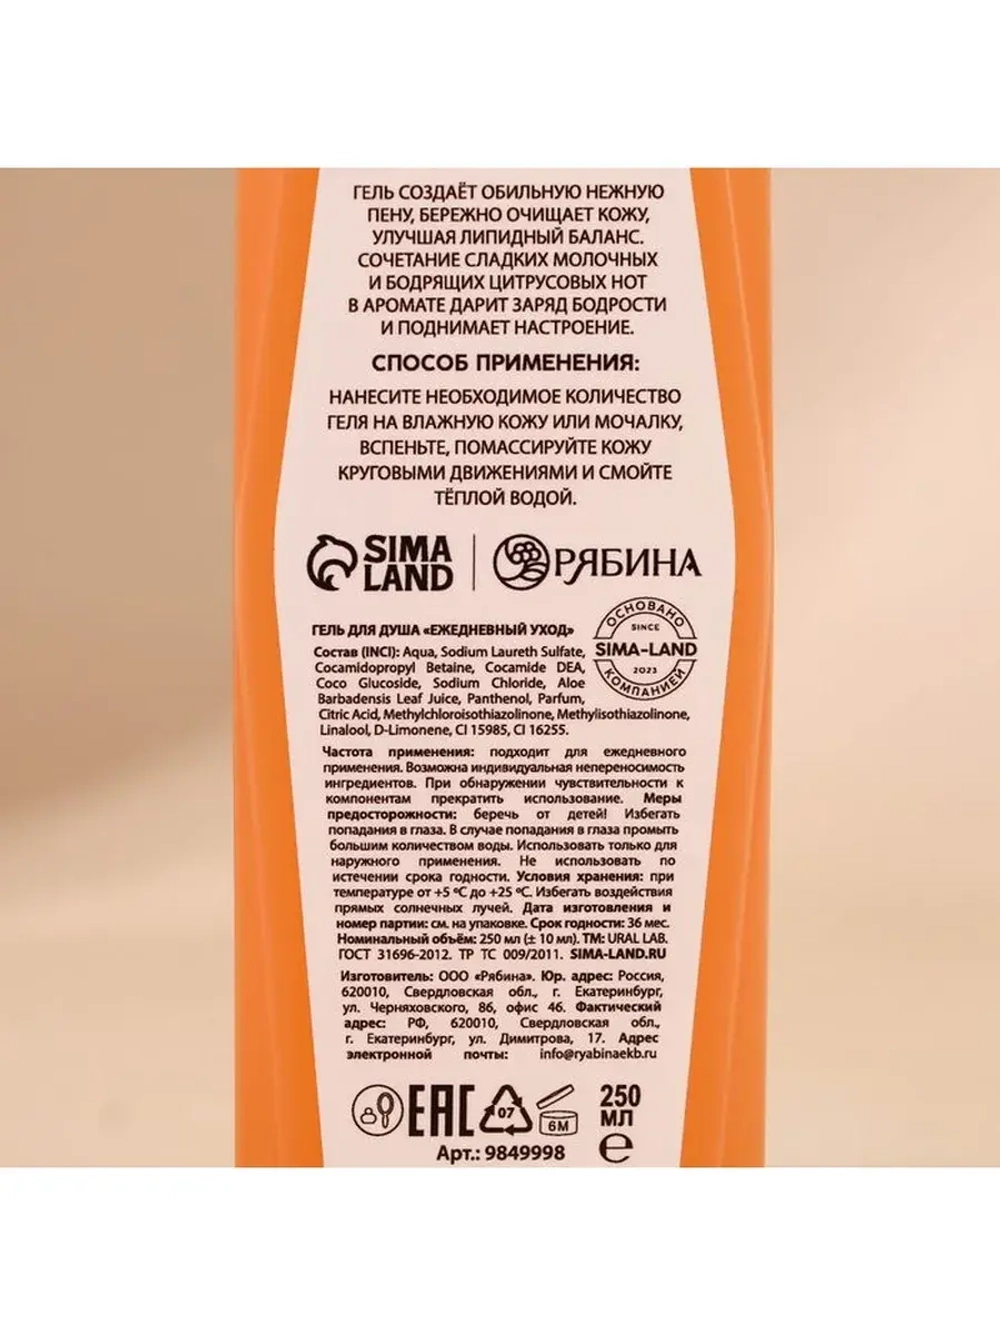 ГЕЛЬ СОЗДАЁТ ОБИЛЬНУЮ НЕЖНУЮ
ПЕНУ, БЕРЕЖНО ОЧИЩАЕТ КОЖУ,
УЛУЧШАЯ ЛИПИДНЫЙ БАЛАНС.
СОЧЕТАНИЕ СЛАДКИХ МОЛОЧНЫХ
И БОДРЯЩИХ ЦИТРУСОВЫХ НОТ
В АРОМАТЕ ДАРИТ ЗАРЯД БОДРОСТИ
И ПОДНИМАЕТ НАСТРОЕНИЕ.
СПОСОБ ПРИМЕНЕНИЯ:
НАНЕСИТЕ НЕОБХОДИМОЕ КОЛИЧЕСТВО
ГЕЛЯ НА ВЛАЖНУЮ КОЖУ ИЛИ МОЧАЛКУ,
ВСПЕНЬТЕ, ПОМАССИРУЙТЕ КОЖУ
КРУГОВЫМИ ДВИЖЕНИЯМИ И СМОЙТЕ
ТЁПЛОЙ ВОДОЙ.
SIMA
LAND
РЯБИНА
ОСНОВАНО
SINCE
SIMA-LAND
2023
КОМПАНИЕЙ
ГЕЛЬ ДЛЯ ДУША «ЕЖЕДНЕВНЫЙ УХОД»
Состав (INCI): Aqua, Sodium Laureth Sulfate,
Cocamidopropyl Betaine, Cocamide DEA,
Coco Glucoside, Sodium Chloride, Aloe
Barbadensis Leaf Juice, Panthenol, Parfum,
Citric Acid, Methylchloroisothiazolinone, Methylisothiazolinone,
Linalool, D-Limonene, CI 15985, CI 16255.
Частота применения: подходит для ежедневного
применения. Возможна индивидуальная непереносимость
ингредиентов. При обнаружении чувствительности к
компонентам прекратить использование. Меры
предосторожности: беречь от детей! Избегать
попадания в глаза. В случае попадания в глаза промыть
большим количеством воды. Использовать только для
наружного применения. Не использовать по
истечении срока годности. Условия хранения: при
температуре от +5 ºС до +25 ºС. Избегать воздействия
прямых солнечных лучей. Дата изготовления и
номер партии: см. на упаковке. Срок годности: 36 мес.
Номинальный объём: 250 мл (± 10 мл). ТМ: URAL LAB.
ГОСТ 31696-2012. ТР ТС 009/2011. SIMA-LAND.RU
Изготовитель: ООО «Рябина». Юр. адрес: Россия,
620010, Свердловская обл., г. Екатеринбург,
ул. Черняховского, 86, офис 46. Фактический
адрес: РФ, 620010, Свердловская обл.,
г. Екатеринбург, ул. Димитрова, 17. Адрес
электронной почты: info@ryabinaekb.ru
EAC
07
6М
250
МЛ
Арт.: 9849998
℮